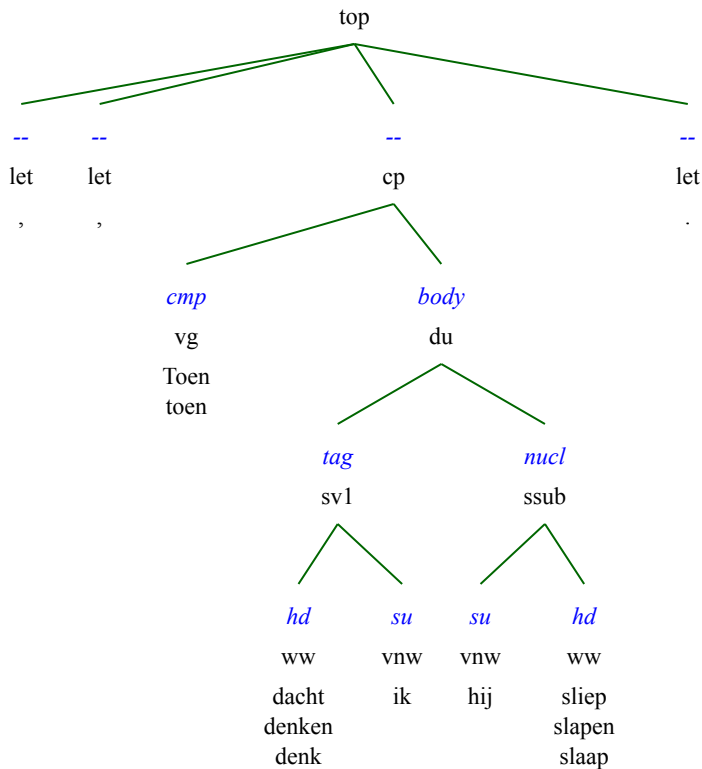 top
-- -- -- --
let let cp let
, , .
cmp body
vg du
Toen
toen
tag nucl
sv1 ssub
hd su su hd
ww vnw vnw ww
dacht ik hij sliep
denken slapen
denk slaap